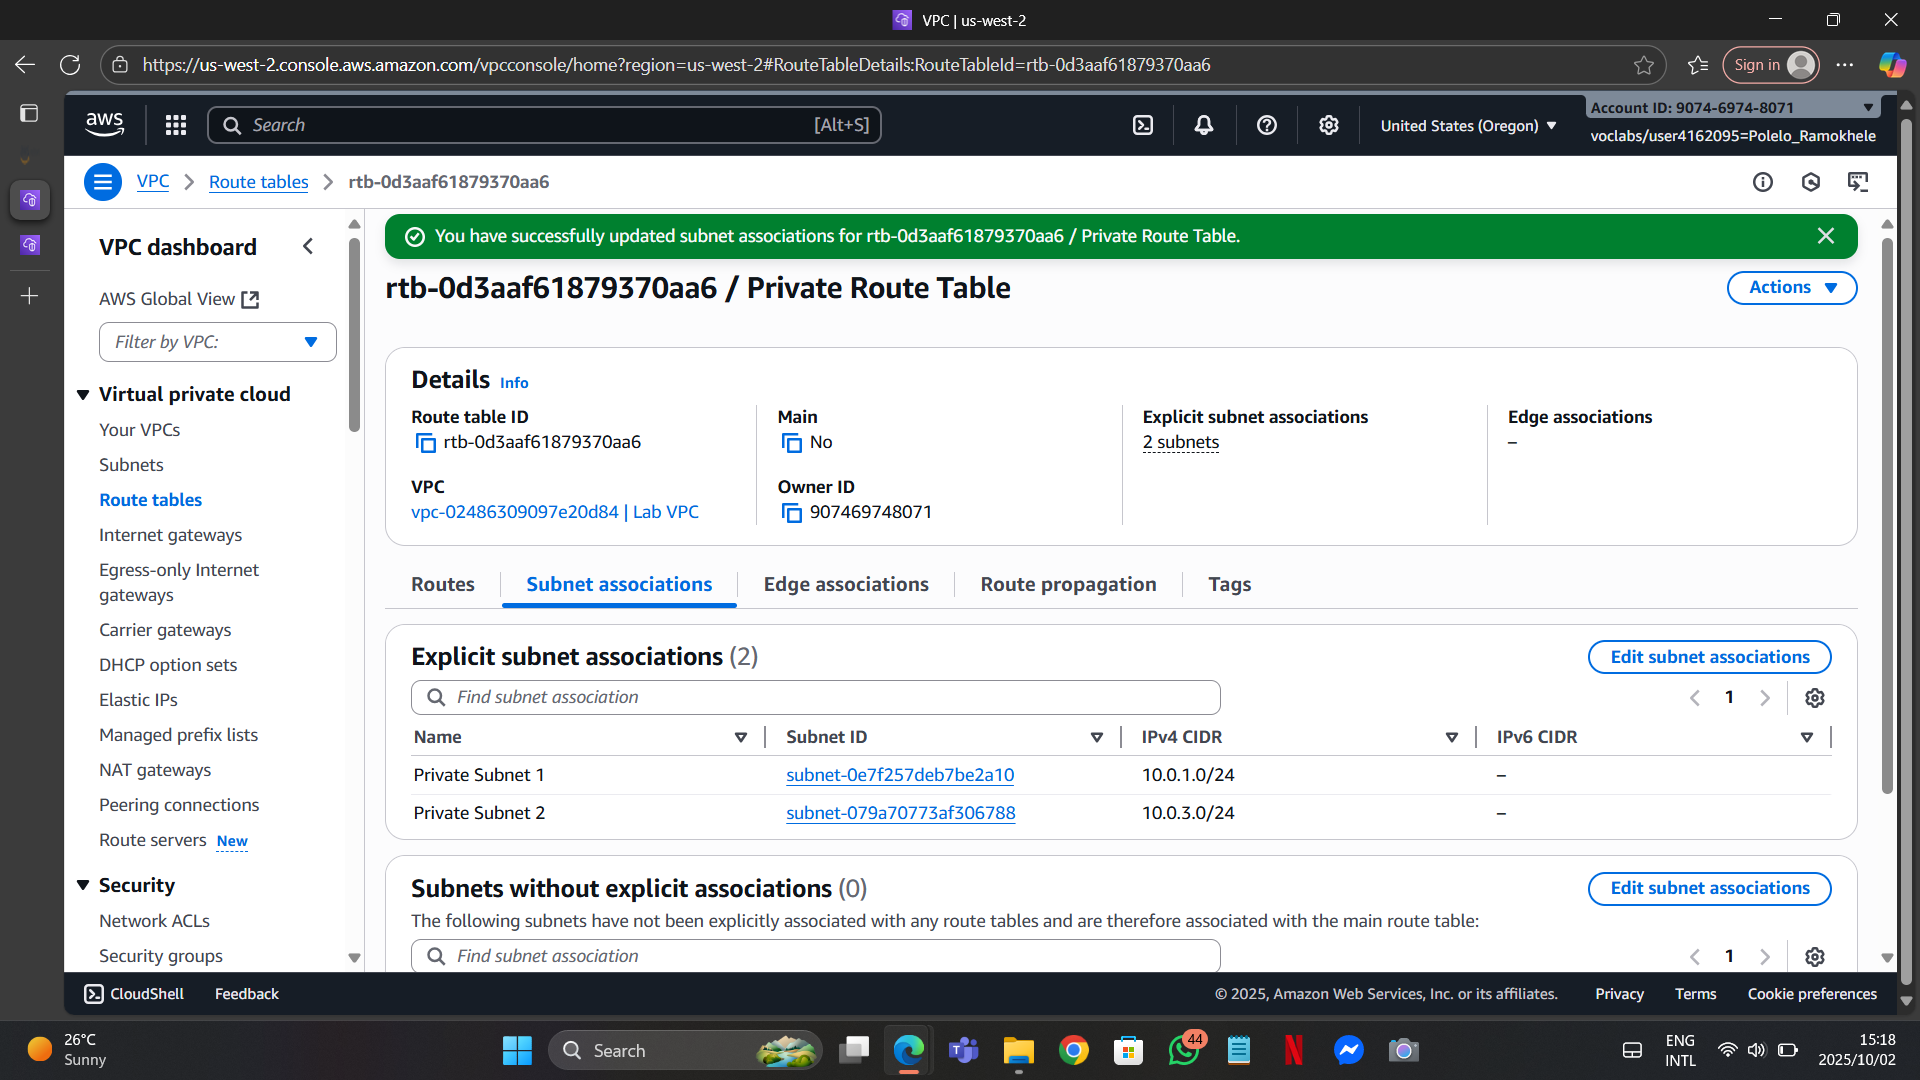 VPC | us-west-2
https://us-west-2.console.aws.amazon.com/vpcconsole/home?region=us-west-2#RouteTableDetails:RouteTableId=rtb-0d3aaf61879370aa6
Sign in
aws
Search
[Alt+S]
United States (Oregon)
Account ID: 9074-6974-8071
voclabs/user4162095=Polelo_Ramokhele
VPC
Route tables
rtb-0d3aaf61879370aa6
VPC dashboard
AWS Global View
Filter by VPC:
Virtual private cloud
Your VPCs
Subnets
Route tables
Internet gateways
Egress-only Internet
gateways
Carrier gateways
DHCP option sets
Elastic IPs
Managed prefix lists
NAT gateways
Peering connections
Route servers New
Security
Network ACLs
Security groups
You have successfully updated subnet associations for rtb-0d3aaf61879370aa6 / Private Route Table.
rtb-0d3aaf61879370aa6 / Private Route Table
Actions
Details Info
Route table ID
rtb-0d3aaf61879370aa6
Main
No
Explicit subnet associations
2 subnets
Edge associations
–
VPC
vpc-02486309097e20d84 | Lab VPC
Owner ID
907469748071
Routes
Subnet associations
Edge associations
Route propagation
Tags
Explicit subnet associations (2)
Edit subnet associations
Find subnet association
1
Name Subnet ID IPv4 CIDR IPv6 CIDR
Private Subnet 1 subnet-0e7f257deb7be2a10 10.0.1.0/24 –
Private Subnet 2 subnet-079a70773af306788 10.0.3.0/24 –
Subnets without explicit associations (0)
Edit subnet associations
The following subnets have not been explicitly associated with any route tables and are therefore associated with the main route table:
Find subnet association
1
CloudShell
Feedback
© 2025, Amazon Web Services, Inc. or its affiliates.
Privacy
Terms
Cookie preferences
26°C
Sunny
Search
44
ENG
INTL
15:18
2025/10/02